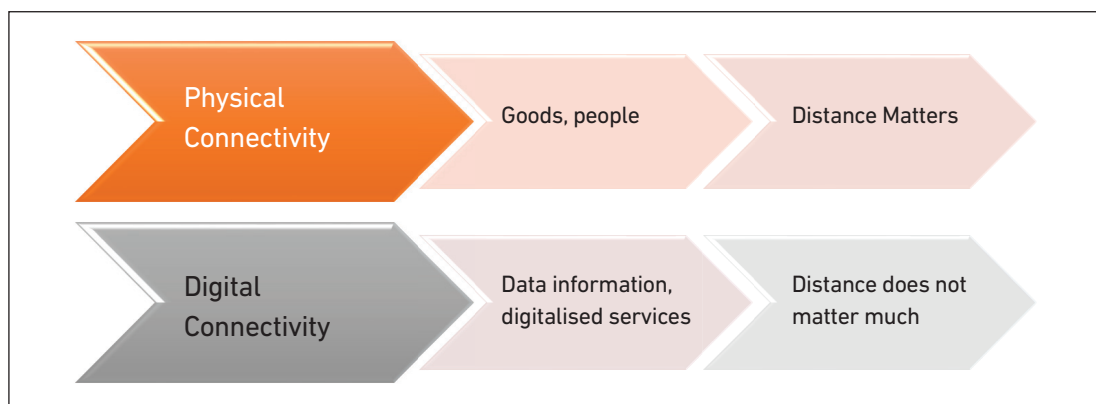 Physical
Connectivity
Goods, people
Distance Matters
Digital
Connectivity
Data information,
digitalised services
Distance does not
matter much